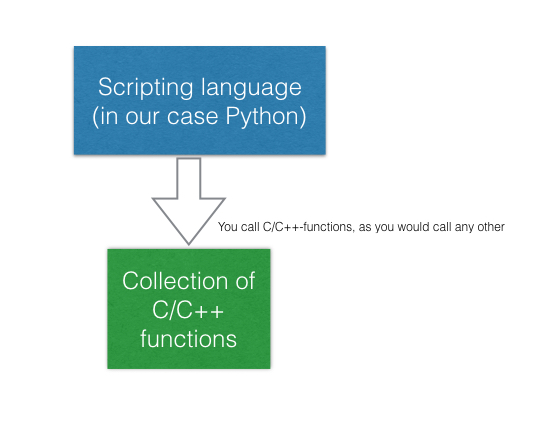 Scripting language
(in our case Python)
You call C/C++-functions, as you would call any other
Collection of
C/C++
functions